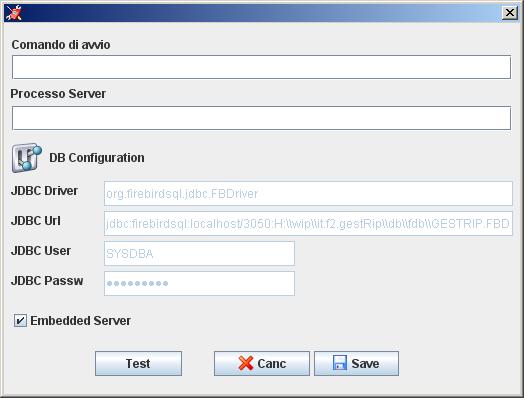 Comando di avvio
Processo Server
DB Configuration
JDBC Driver org.firebirdsql.jdbc.FBDriver
JDBC Url jdbc:firebirdsql:localhost/3050:H:\\wip\\it.f2.gestRip\\db\\fdb\\GESTRIP.FBD
JDBC User SYSDBA
JDBC Passw •••••••••
Embedded Server
Test Canc Save